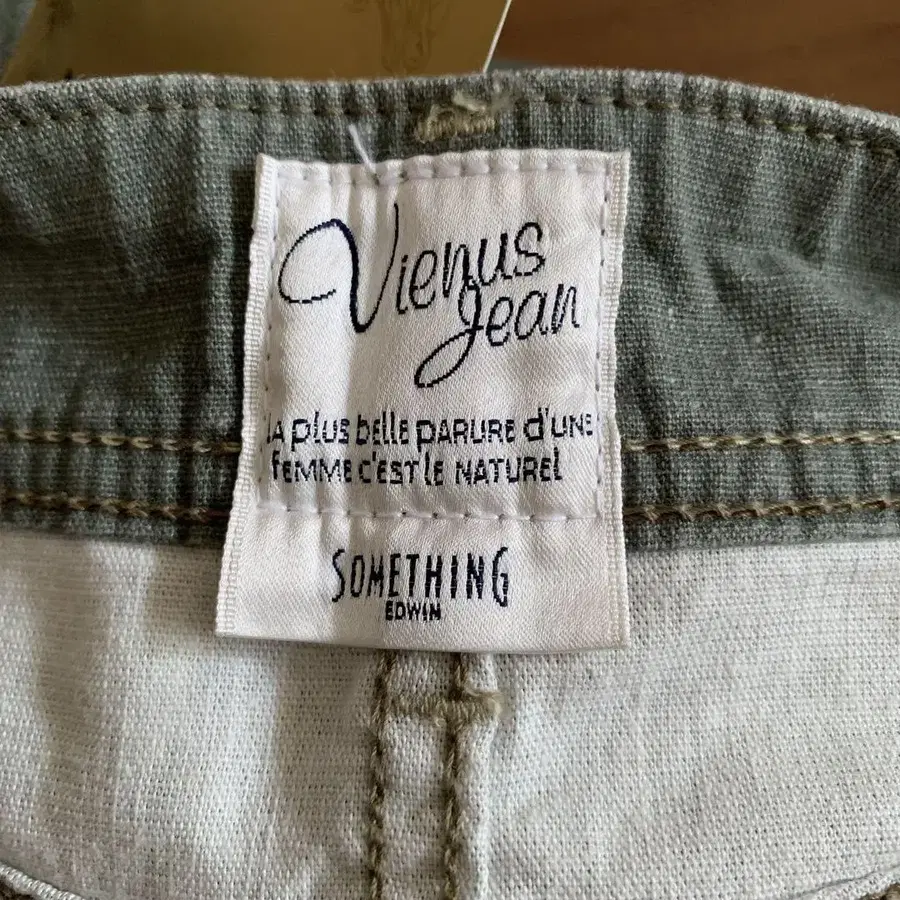 Vienus
Jean
LA PLUS BELLE PARURE D'UNE
FEMME C'EST LE NATUREL
SOMETHING
EDWIN